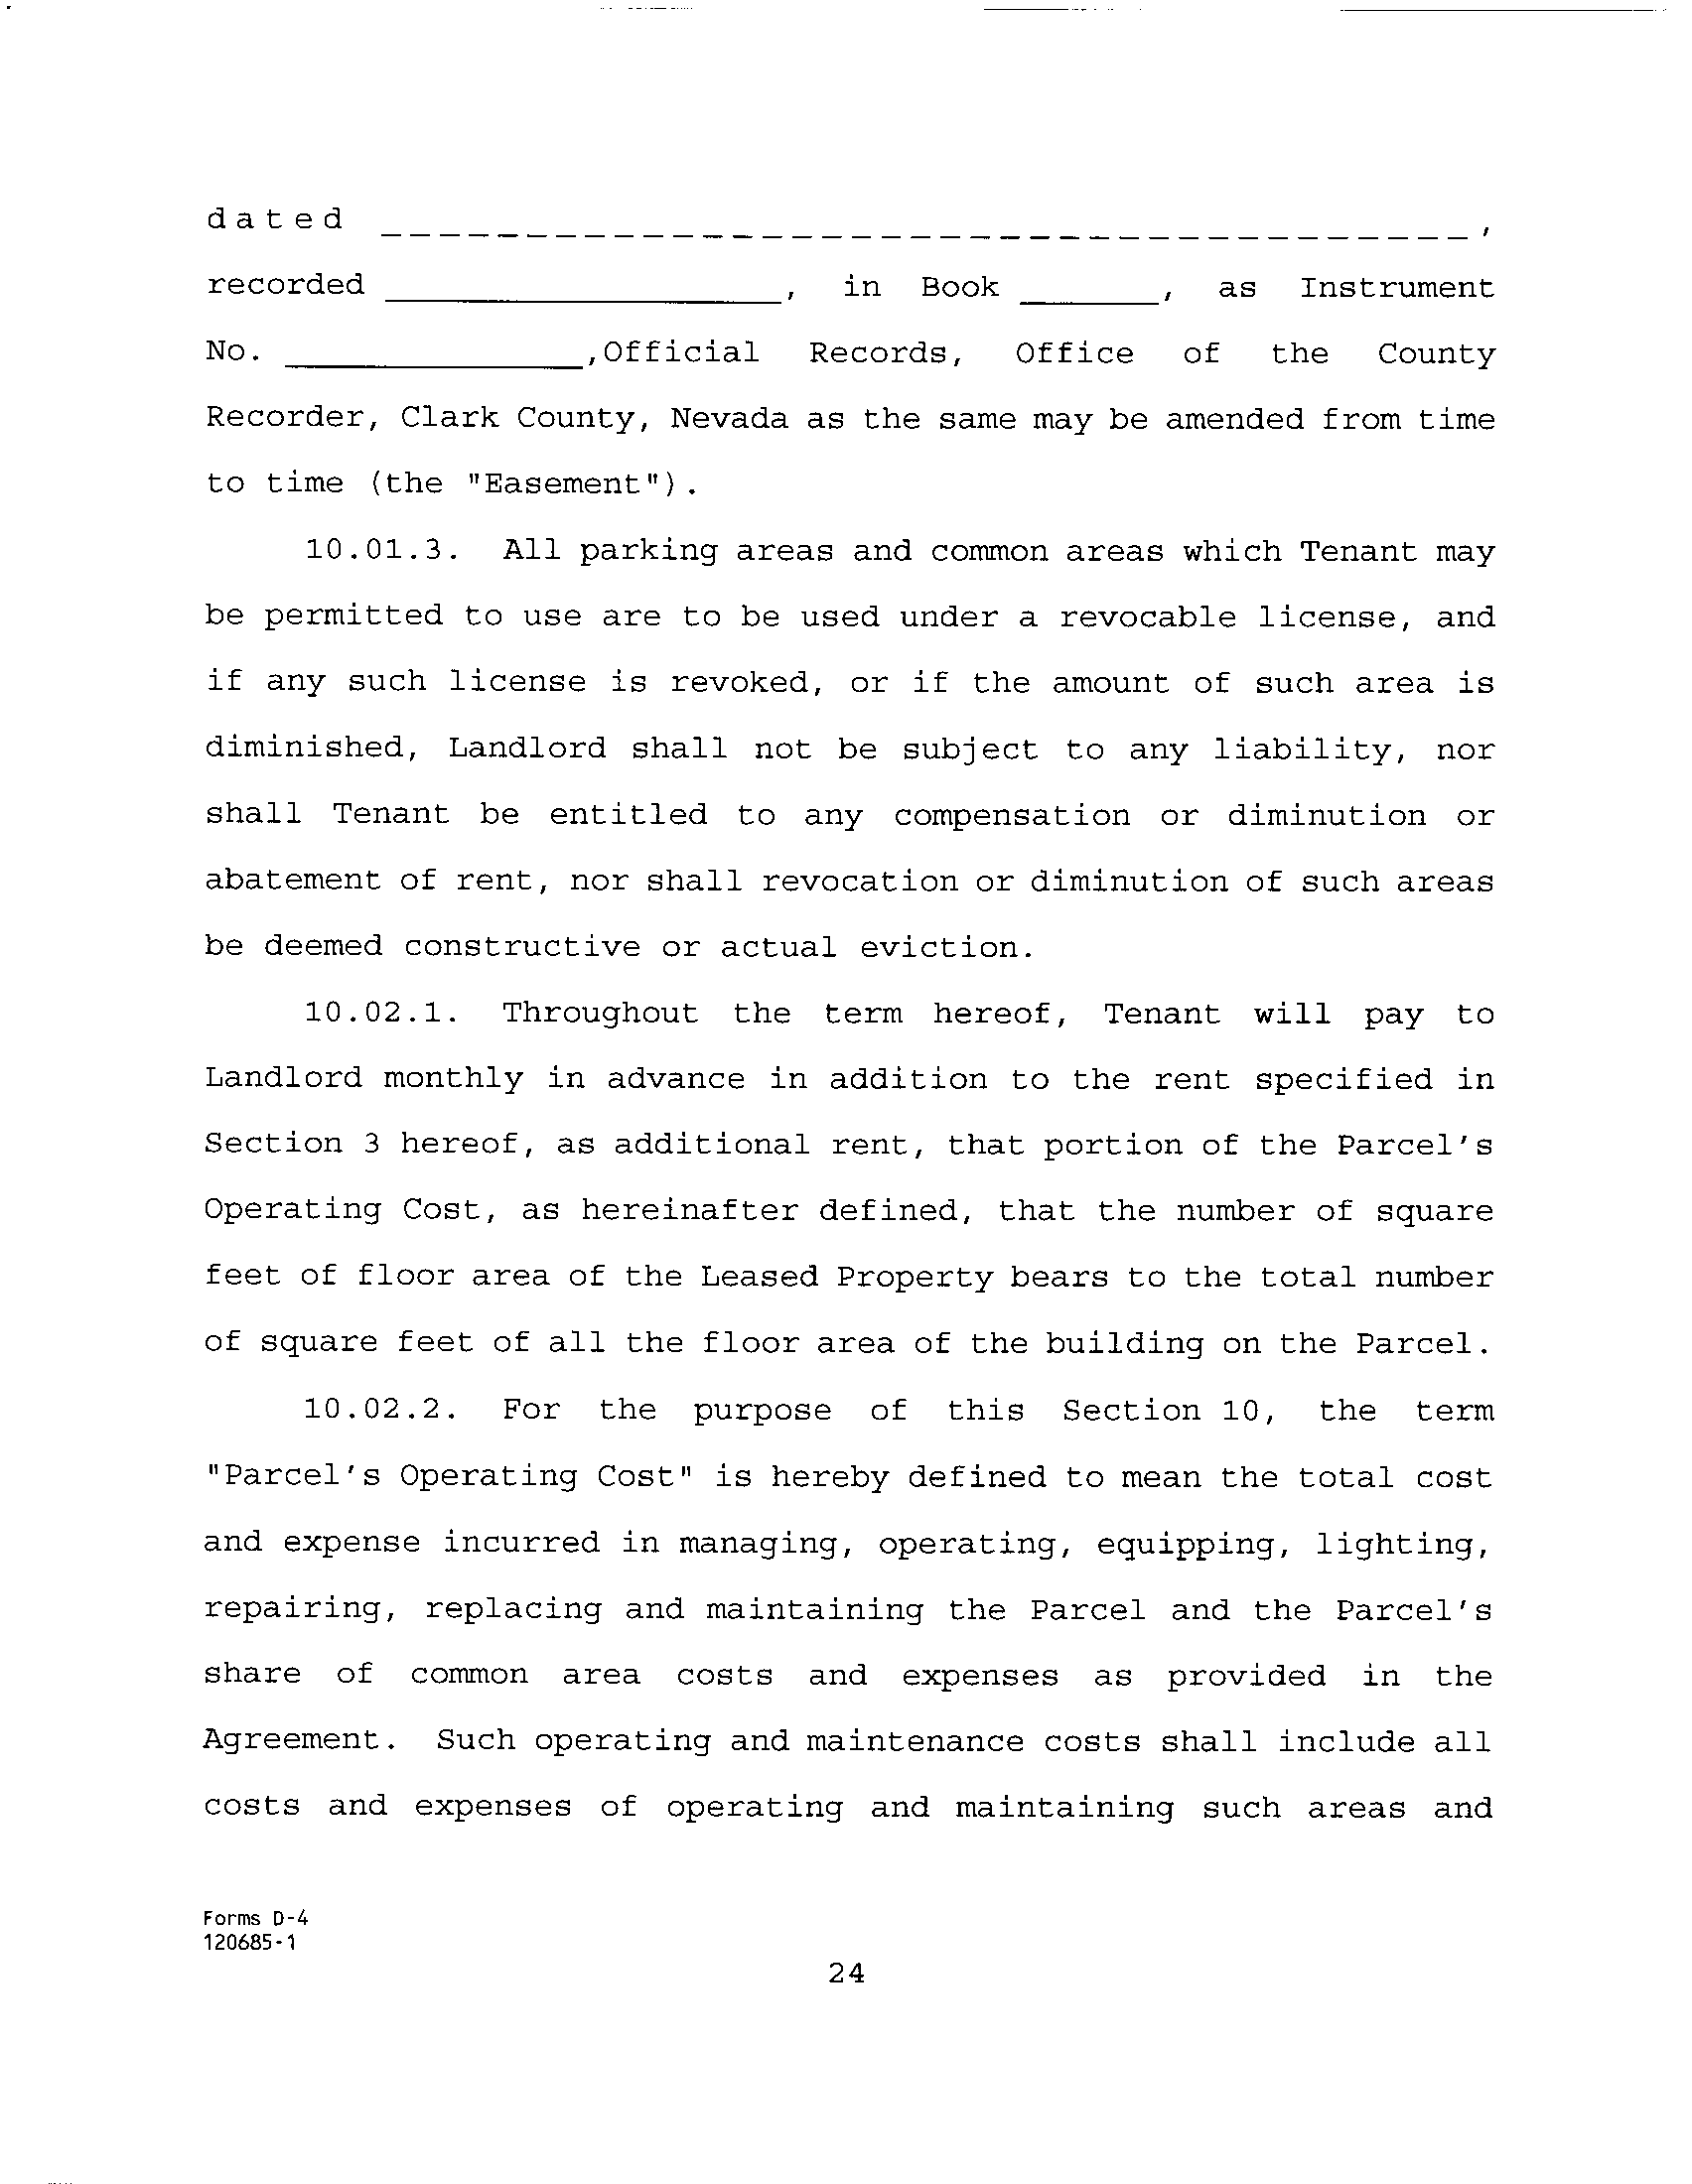 dated ______________________________________,
recorded ____________________, in Book _______, as Instrument
No. _______________,Official Records, Office of the County
Recorder, Clark County, Nevada as the same may be amended from time
to time (the "Easement").
10.01.3. All parking areas and common areas which Tenant may
be permitted to use are to be used under a revocable license, and
if any such license is revoked, or if the amount of such area is
diminished, Landlord shall not be subject to any liability, nor
shall Tenant be entitled to any compensation or diminution or
abatement of rent, nor shall revocation or diminution of such areas
be deemed constructive or actual eviction.
10.02.1. Throughout the term hereof, Tenant will pay to
Landlord monthly in advance in addition to the rent specified in
Section 3 hereof, as additional rent, that portion of the Parcel's
Operating Cost, as hereinafter defined, that the number of square
feet of floor area of the Leased Property bears to the total number
of square feet of all the floor area of the building on the Parcel.
10.02.2. For the purpose of this Section 10, the term
"Parcel's Operating Cost" is hereby defined to mean the total cost
and expense incurred in managing, operating, equipping, lighting,
repairing, replacing and maintaining the Parcel and the Parcel's
share of common area costs and expenses as provided in the
Agreement. Such operating and maintenance costs shall include all
costs and expenses of operating and maintaining such areas and
Forms D-4
120685-1
24